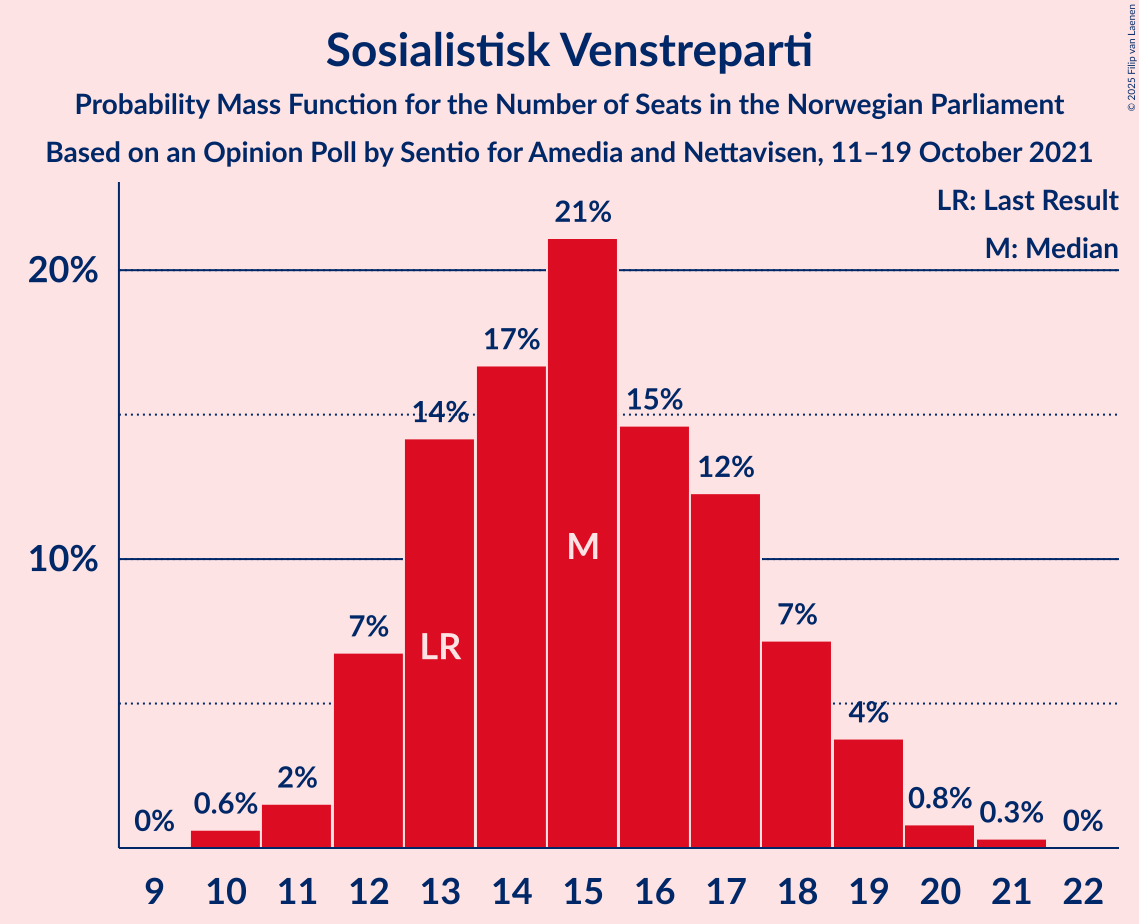 Sosialistisk Venstreparti
Probability Mass Function for the Number of Seats in the Norwegian Parliament
Based on an Opinion Poll by Sentio for Amedia and Nettavisen, 11–19 October 2021
© 2025 Filip van Laenen
LR: Last Result
M: Median
20%
10%
0%
0.6%
2%
7%
14%
17%
21%
15%
12%
7%
4%
0.8%
0.3%
0%
LR
M
9 10 11 12 13 14 15 16 17 18 19 20 21 22